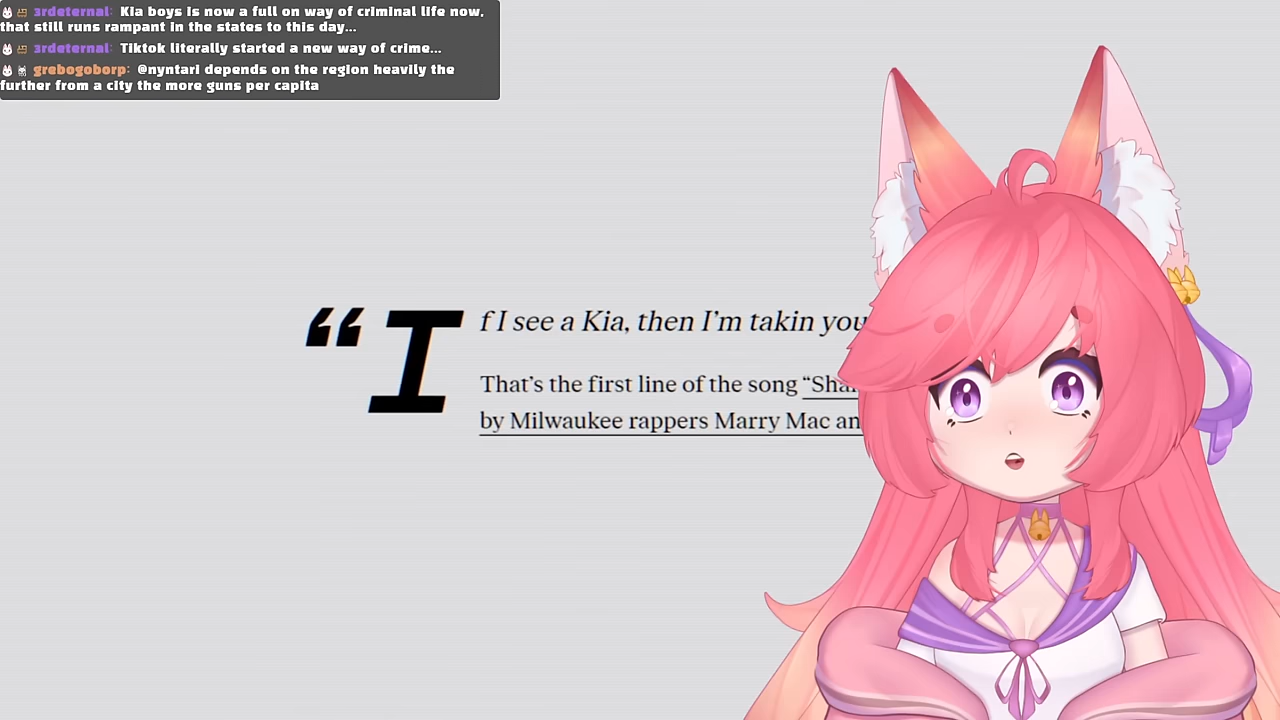 3rdeternal: Kia boys is now a full on way of criminal life now,
that still runs rampant in the states to this day...
3rdeternal: Tiktok literally started a new way of crime...
grebogoborp: @nyntari depends on the region heavily the
further from a city the more guns per capita
“If I see a Kia, then I’m takin you
That’s the first line of the song “Sha
by Milwaukee rappers Marry Mac an